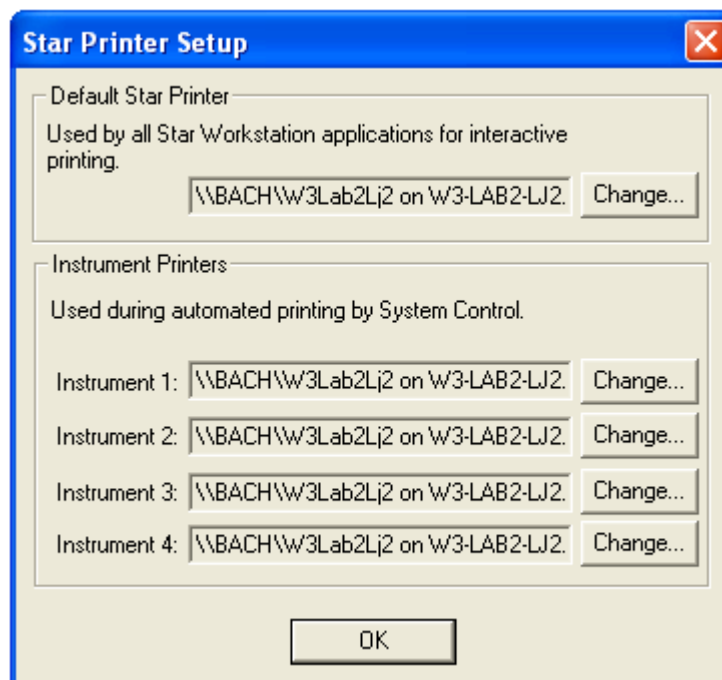 Star Printer Setup
Default Star Printer
Used by all Star Workstation applications for interactive
printing.
\\BACH\W3Lab2Lj2 on W3-LAB2-LJ2. Change...
Instrument Printers
Used during automated printing by System Control.
Instrument 1: \\BACH\W3Lab2Lj2 on W3-LAB2-LJ2. Change...
Instrument 2: \\BACH\W3Lab2Lj2 on W3-LAB2-LJ2. Change...
Instrument 3: \\BACH\W3Lab2Lj2 on W3-LAB2-LJ2. Change...
Instrument 4: \\BACH\W3Lab2Lj2 on W3-LAB2-LJ2. Change...
OK